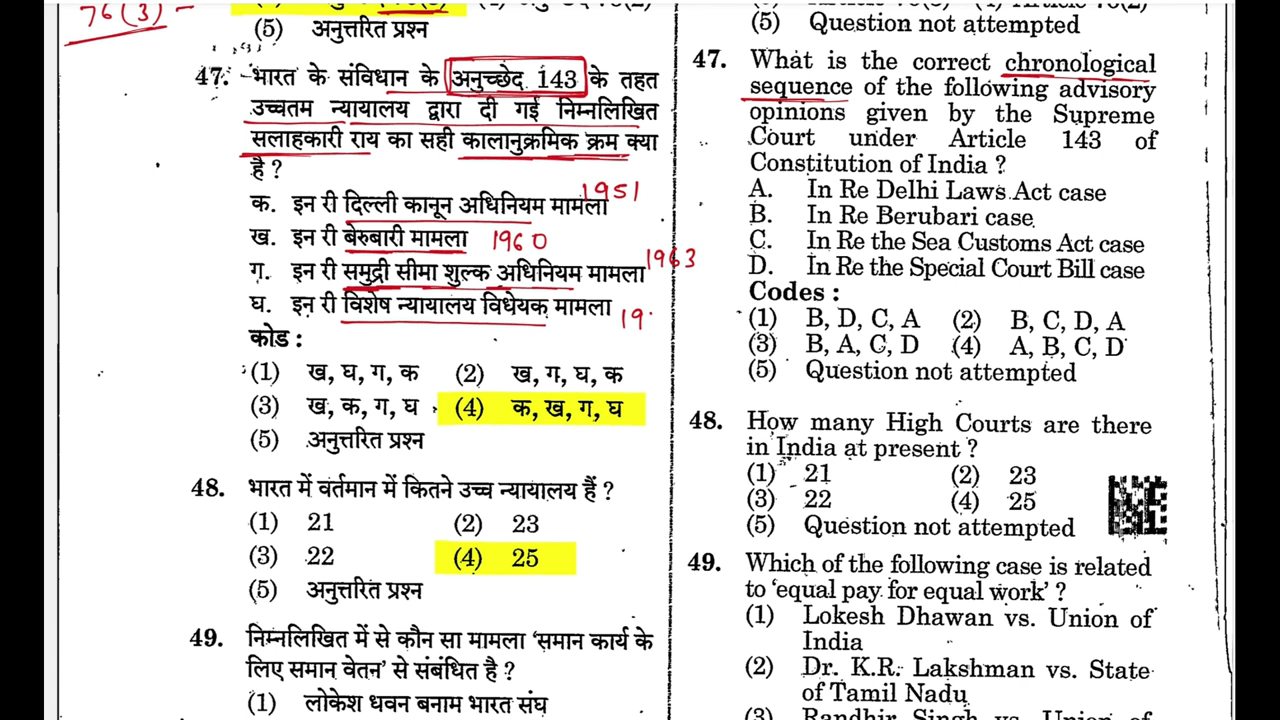 76(3) -
(5) अनुत्तरित प्रश्न
47. भारत के संविधान के अनुच्छेद 143 के तहत
उच्चतम न्यायालय द्वारा दी गई निम्नलिखित
सलाहकारी राय का सही कालानुक्रमिक क्रम क्या
है ?
क. इन री दिल्ली कानून अधिनियम मामला 1951
ख. इन री बेरुबारी मामला 1960
ग. इन री समुद्री सीमा शुल्क अधिनियम मामला 1963
घ. इन री विशेष न्यायालय विधेयक मामला 19
कोड :
(1) ख, घ, ग, क (2) ख, ग, घ, क
(3) ख, क, ग, घ (4) क, ख, ग, घ
(5) अनुत्तरित प्रश्न
48. भारत में वर्तमान में कितने उच्च न्यायालय हैं ?
(1) 21 (2) 23
(3) 22 (4) 25
(5) अनुत्तरित प्रश्न
49. निम्नलिखित में से कौन सा मामला ‘समान कार्य के
लिए समान वेतन’ से संबंधित है ?
(1) लोकेश धवन बनाम भारत संघ
(5) Question not attempted
47. What is the correct chronological
sequence of the following advisory
opinions given by the Supreme
Court under Article 143 of
Constitution of India ?
A. In Re Delhi Laws Act case
B. In Re Berubari case
C. In Re the Sea Customs Act case
D. In Re the Special Court Bill case
Codes :
(1) B, D, C, A (2) B, C, D, A
(3) B, A, C, D (4) A, B, C, D
(5) Question not attempted
48. How many High Courts are there
in India at present ?
(1) 21 (2) 23
(3) 22 (4) 25
(5) Question not attempted
49. Which of the following case is related
to ‘equal pay for equal work’ ?
(1) Lokesh Dhawan vs. Union of
India
(2) Dr. K.R. Lakshman vs. State
of Tamil Nadu
(3) Randhir Singh vs. Union of